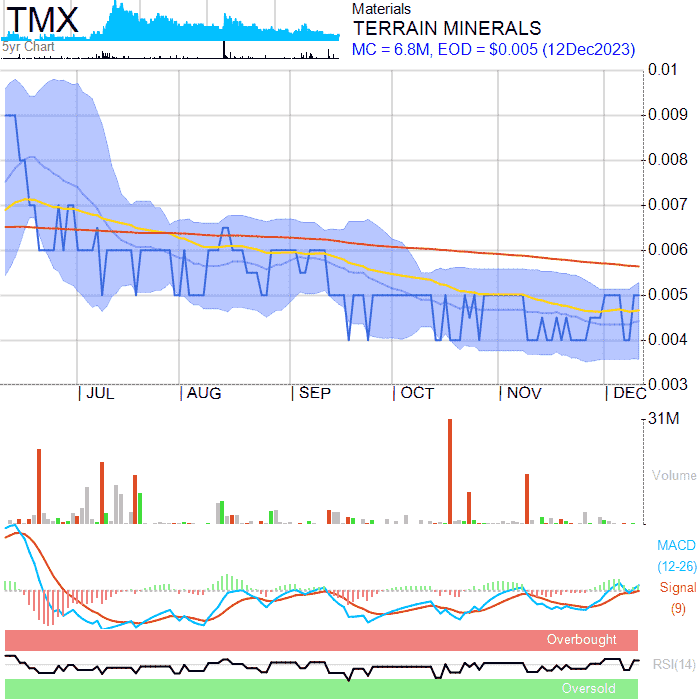 TMX
5yr Chart
Materials
TERRAIN MINERALS
MC = 6.8M, EOD = $0.005 (12Dec2023)
0.01
0.009
0.008
0.007
0.006
0.005
0.004
0.003
| JUL | AUG | SEP | OCT | NOV | DEC
31M
Volume
MACD
(12-26)
Signal
(9)
Overbought
RSI(14)
Oversold